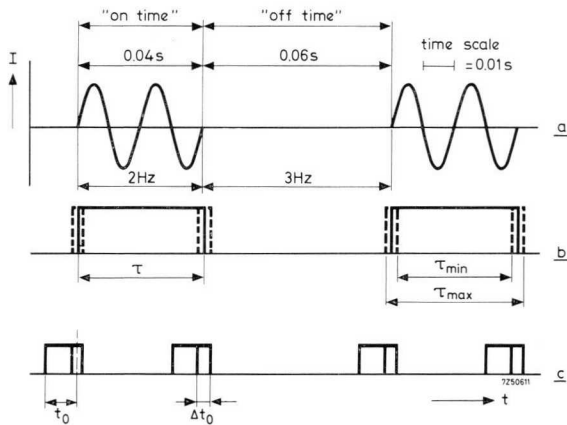 "on time" "off time"
0.04s 0.06s
time scale
=0.01s
I
a
2Hz 3Hz
b
τ τmin
τmax
c
7Z50611
t0 Δt0 t